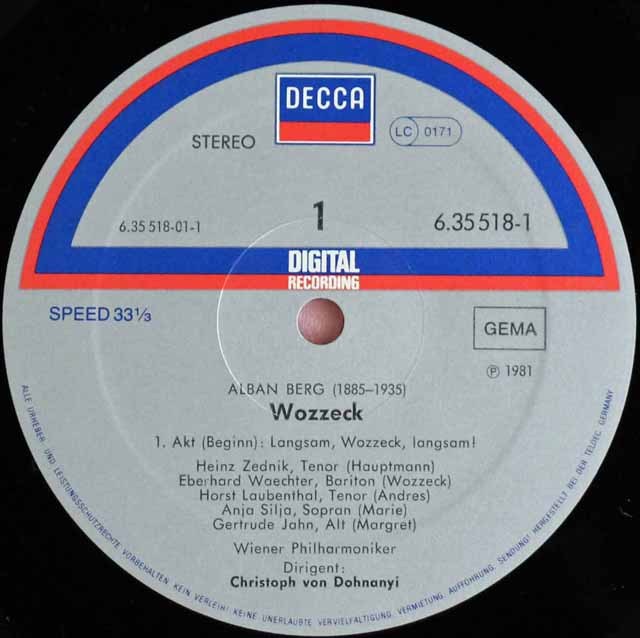 DECCA
STEREO
LC 0171
1
6.35 518-01-1
6.35 518-1
DIGITAL
RECORDING
SPEED 33⅓
GEMA
℗ 1981
ALBAN BERG (1885–1935)
Wozzeck
1. Akt (Beginn): Langsam, Wozzeck, langsam!
Heinz Zednik, Tenor (Hauptmann)
Eberhard Waechter, Bariton (Wozzeck)
Horst Laubenthal, Tenor (Andres)
Anja Silja, Sopran (Marie)
Gertrude Jahn, Alt (Margret)
Wiener Philharmoniker
Dirigent:
Christoph von Dohnanyi
ALLE URHEBER- UND LEISTUNGSSCHUTZRECHTE VORBEHALTEN KEIN VERLEIH! KEINE UNERLAUBTE VERVIELFÄLTIGUNG, VERMIETUNG, AUFFÜHRUNG, SENDUNG! HERGESTELLT BEI DER TELDEC, GERMANY